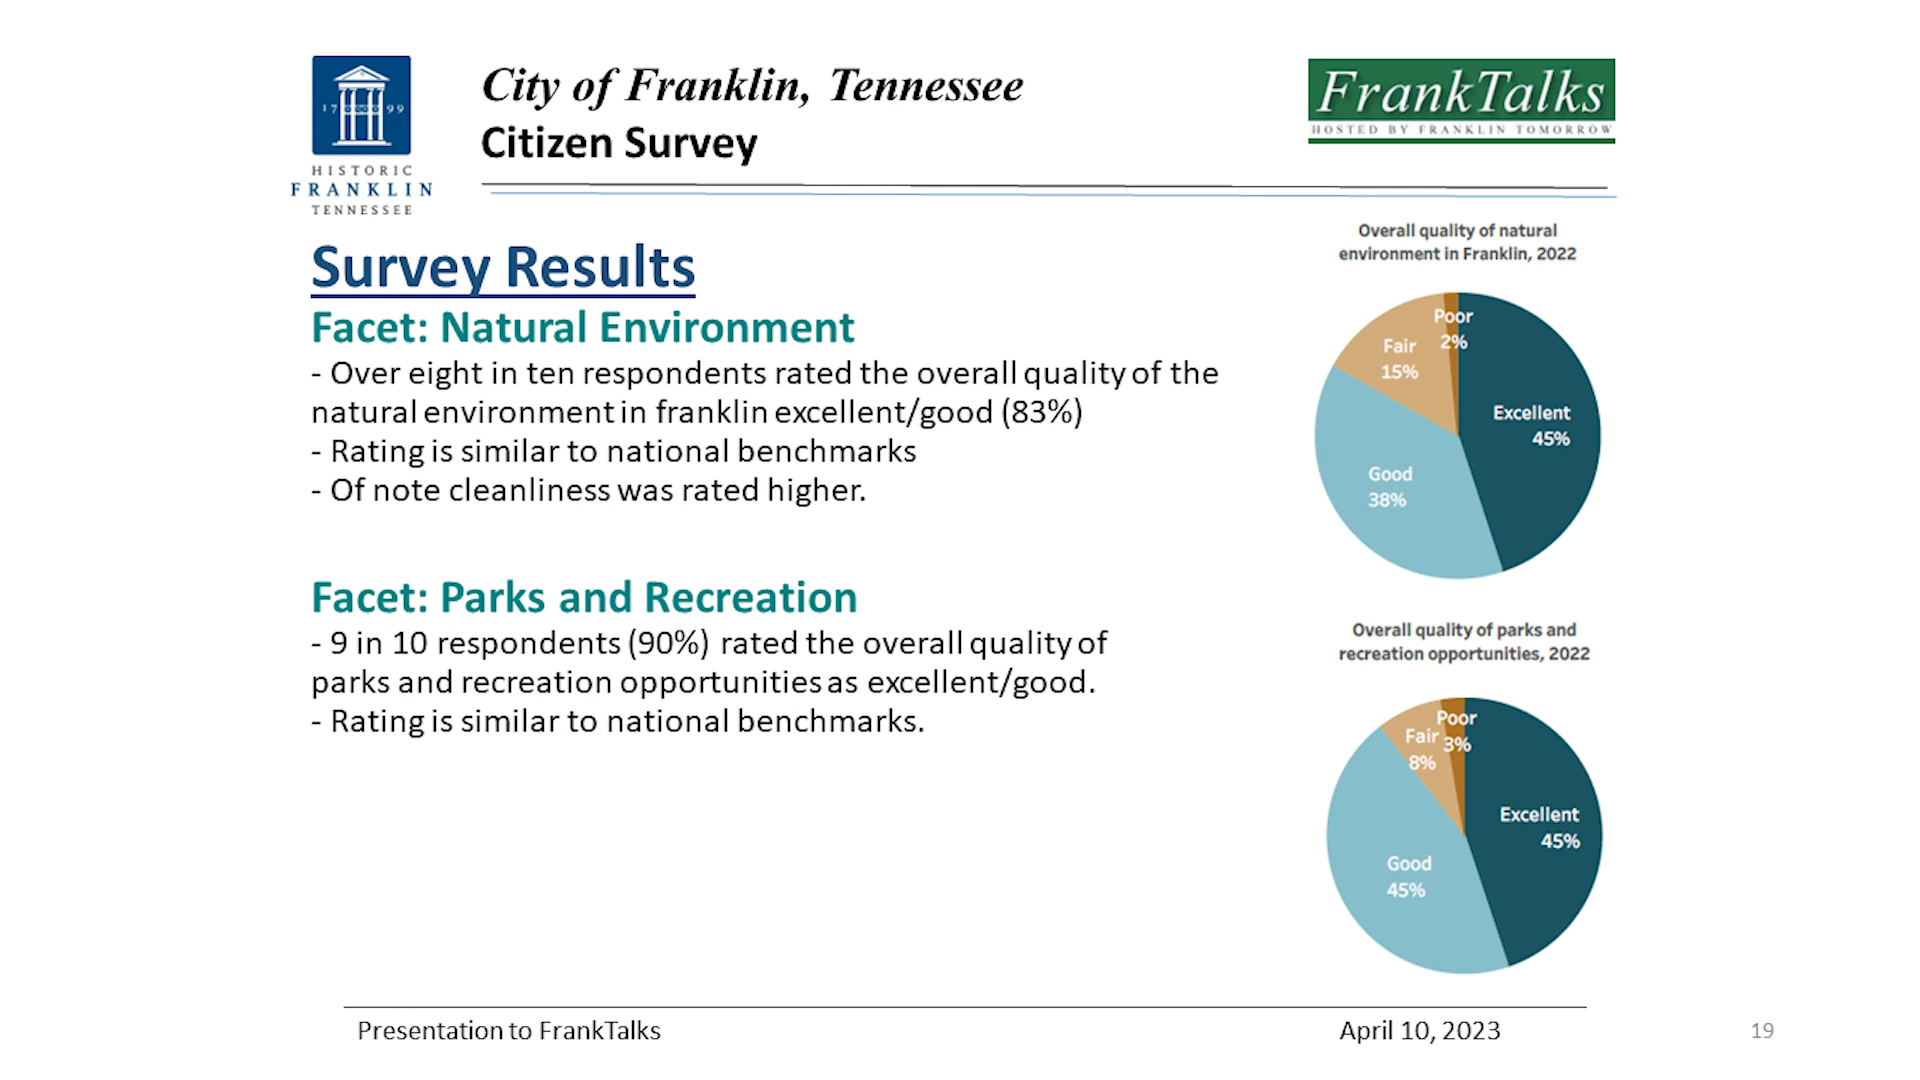 17 99
HISTORIC
FRANKLIN
TENNESSEE
City of Franklin, Tennessee
Citizen Survey
FrankTalks
HOSTED BY FRANKLIN TOMORROW
Survey Results
Facet: Natural Environment
- Over eight in ten respondents rated the overall quality of the
natural environment in franklin excellent/good (83%)
- Rating is similar to national benchmarks
- Of note cleanliness was rated higher.
Facet: Parks and Recreation
- 9 in 10 respondents (90%) rated the overall quality of
parks and recreation opportunities as excellent/good.
- Rating is similar to national benchmarks.
Overall quality of natural
environment in Franklin, 2022
Poor
2%
Fair
15%
Excellent
45%
Good
38%
Overall quality of parks and
recreation opportunities, 2022
Poor
3%
Fair
8%
Excellent
45%
Good
45%
Presentation to FrankTalks
April 10, 2023
19